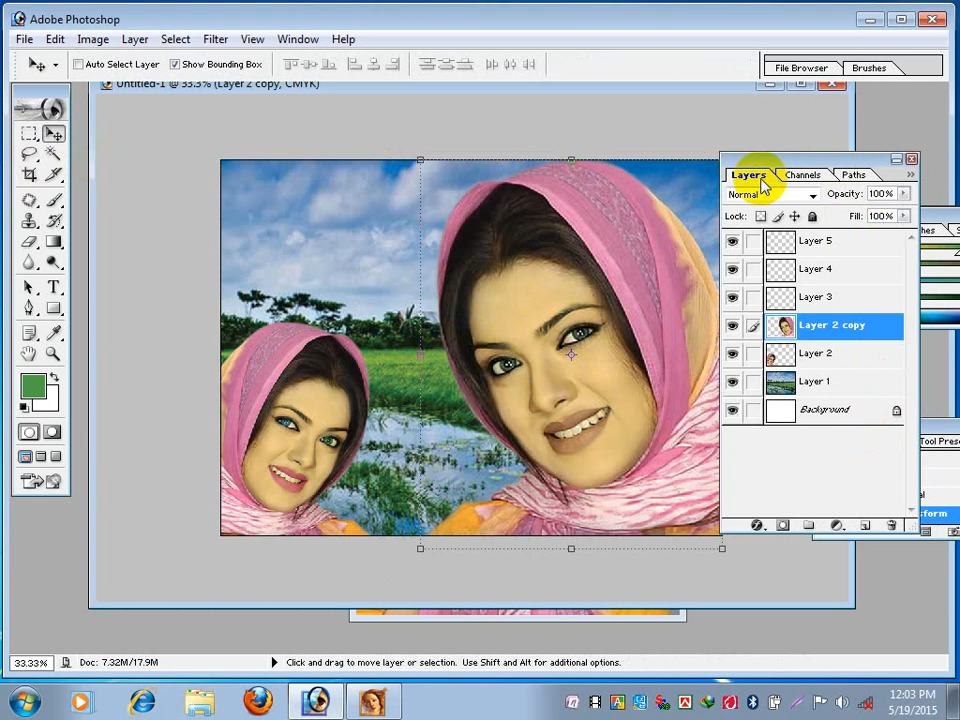 Adobe Photoshop
File Edit Image Layer Select Filter View Window Help
Auto Select Layer Show Bounding Box File Browser Brushes
Untitled-1 @ 33.3% (Layer 2 copy, CMYK)
Layers Channels Paths
Normal Opacity: 100%
Lock: Fill: 100%
Layer 5
Layer 4
Layer 3
Layer 2 copy
Layer 2
Layer 1
Background
Tool Prese
sform
33.33% Doc: 7.32M/17.9M Click and drag to move layer or selection. Use Shift and Alt for additional options.
12:03 PM
5/19/2015